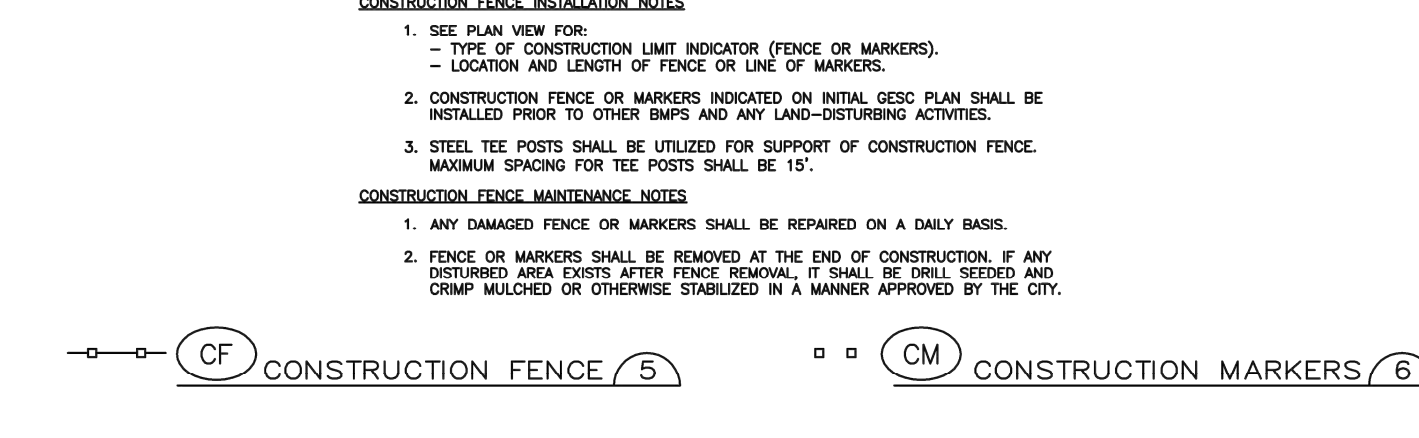 CONSTRUCTION FENCE INSTALLATION NOTES
1. SEE PLAN VIEW FOR:
– TYPE OF CONSTRUCTION LIMIT INDICATOR (FENCE OR MARKERS).
– LOCATION AND LENGTH OF FENCE OR LINE OF MARKERS.
2. CONSTRUCTION FENCE OR MARKERS INDICATED ON INITIAL GESC PLAN SHALL BE
INSTALLED PRIOR TO OTHER BMPS AND ANY LAND–DISTURBING ACTIVITIES.
3. STEEL TEE POSTS SHALL BE UTILIZED FOR SUPPORT OF CONSTRUCTION FENCE.
MAXIMUM SPACING FOR TEE POSTS SHALL BE 15'.
CONSTRUCTION FENCE MAINTENANCE NOTES
1. ANY DAMAGED FENCE OR MARKERS SHALL BE REPAIRED ON A DAILY BASIS.
2. FENCE OR MARKERS SHALL BE REMOVED AT THE END OF CONSTRUCTION. IF ANY
DISTURBED AREA EXISTS AFTER FENCE REMOVAL, IT SHALL BE DRILL SEEDED AND
CRIMP MULCHED OR OTHERWISE STABILIZED IN A MANNER APPROVED BY THE CITY.
CF CONSTRUCTION FENCE 5
CM CONSTRUCTION MARKERS 6